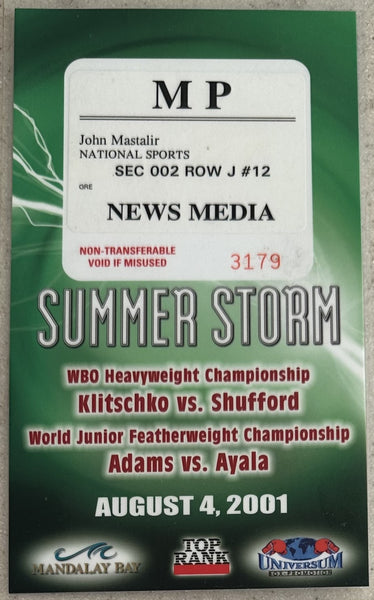 M P
John Mastalir
NATIONAL SPORTS
SEC 002 ROW J #12
GRE
NEWS MEDIA
NON-TRANSFERABLE
VOID IF MISUSED
3179
SUMMER STORM
WBO Heavyweight Championship
Klitschko vs. Shufford
World Junior Featherweight Championship
Adams vs. Ayala
AUGUST 4, 2001
MANDALAY BAY
TOP
RANK
UNIVERSUM
BOX-PROMOTION